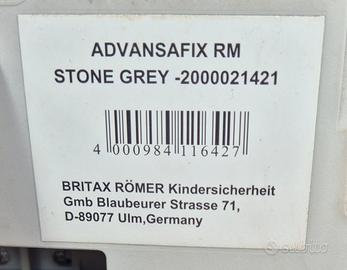 ADVANSAFIX RM
STONE GREY -2000021421
4 000984 116427
BRITAX RÖMER Kindersicherheit
Gmb Blaubeurer Strasse 71,
D-89077 Ulm,Germany
subito